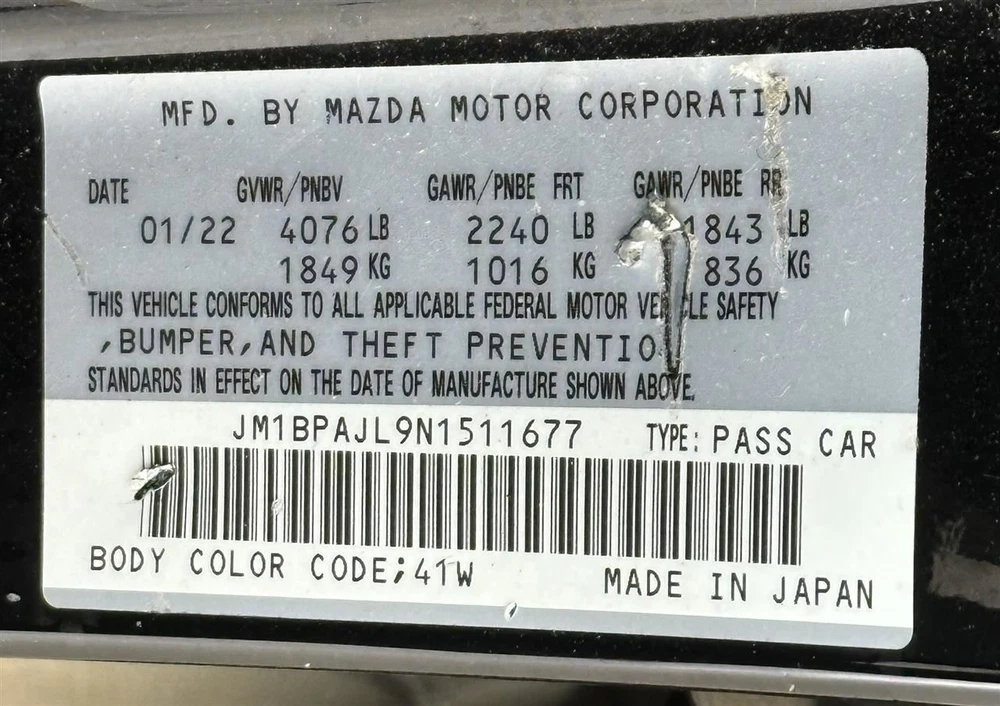 MFD. BY MAZDA MOTOR CORPORATION
DATE GVWR/PNBV GAWR/PNBE FRT GAWR/PNBE RR
01/22 4076 LB 2240 LB 1843 LB
1849 KG 1016 KG 836 KG
THIS VEHICLE CONFORMS TO ALL APPLICABLE FEDERAL MOTOR VEHICLE SAFETY
,BUMPER,AND THEFT PREVENTION
STANDARDS IN EFFECT ON THE DATE OF MANUFACTURE SHOWN ABOVE.
JM1BPAJL9N1511677 TYPE: PASS CAR
BODY COLOR CODE;41W MADE IN JAPAN